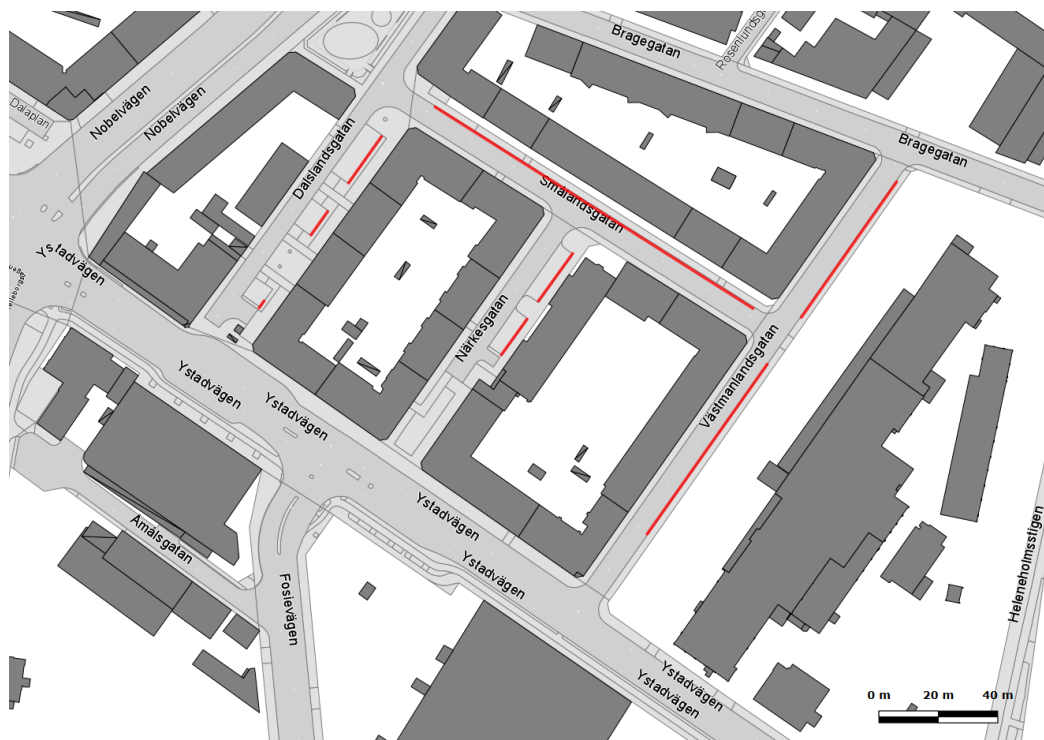 Bragegatan
Rosenlundsg
Dalaplan
Nobelvägen
Nobelvägen
Bragegatan
Dalslandsgatan
Smålandsgatan
Ystadvägen
Närkesgatan
Västmanlandsgatan
Ystadvägen
Ystadvägen
Ystadvägen
Ystadvägen
Åmålsgatan
Fosievägen
Heleneholmsstigen
Ystadvägen
Ystadvägen
0 m 20 m 40 m